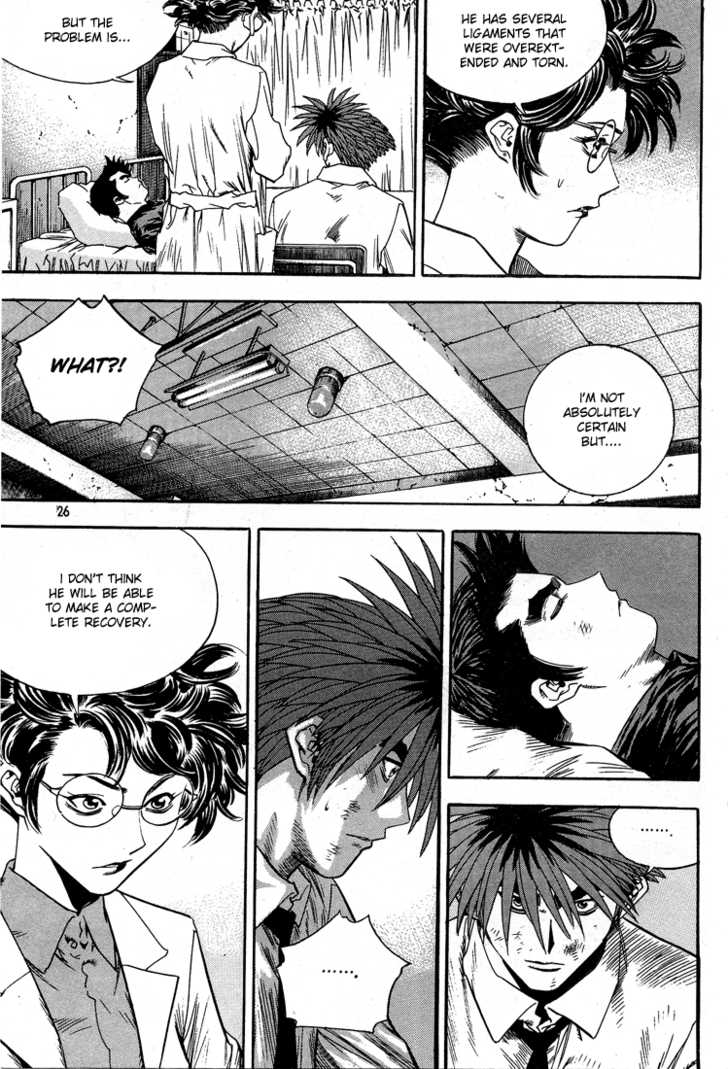 BUT THE
PROBLEM IS...
HE HAS SEVERAL
LIGAMENTS THAT
WERE OVEREXT-
ENDED AND TORN.
WHAT?!
I'M NOT
ABSOLUTELY
CERTAIN
BUT....
26
I DON'T THINK
HE WILL BE ABLE
TO MAKE A COMP-
LETE RECOVERY.
.......
......